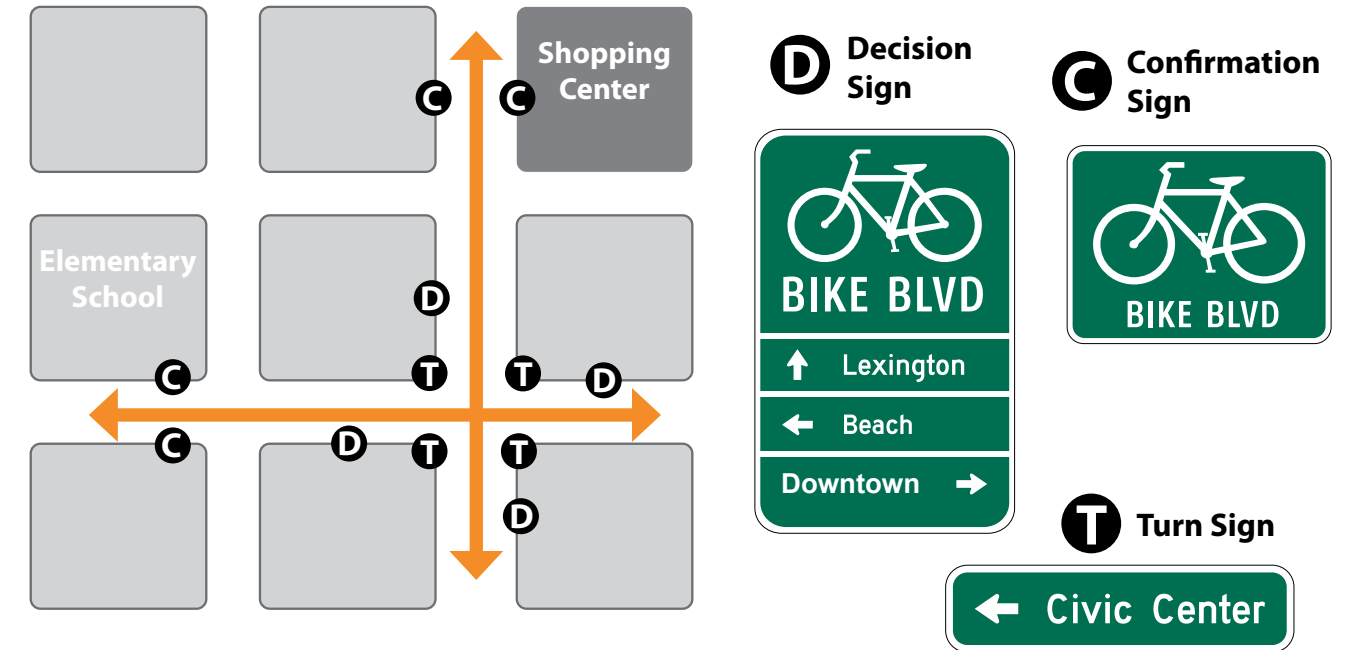 Shopping
Center
C
C
Elementary
School
D
T
T
D
C
C
D
T
T
D
D
Decision
Sign
C
Confirmation
Sign
BIKE BLVD
Lexington
Beach
Downtown
BIKE BLVD
T
Turn Sign
Civic Center